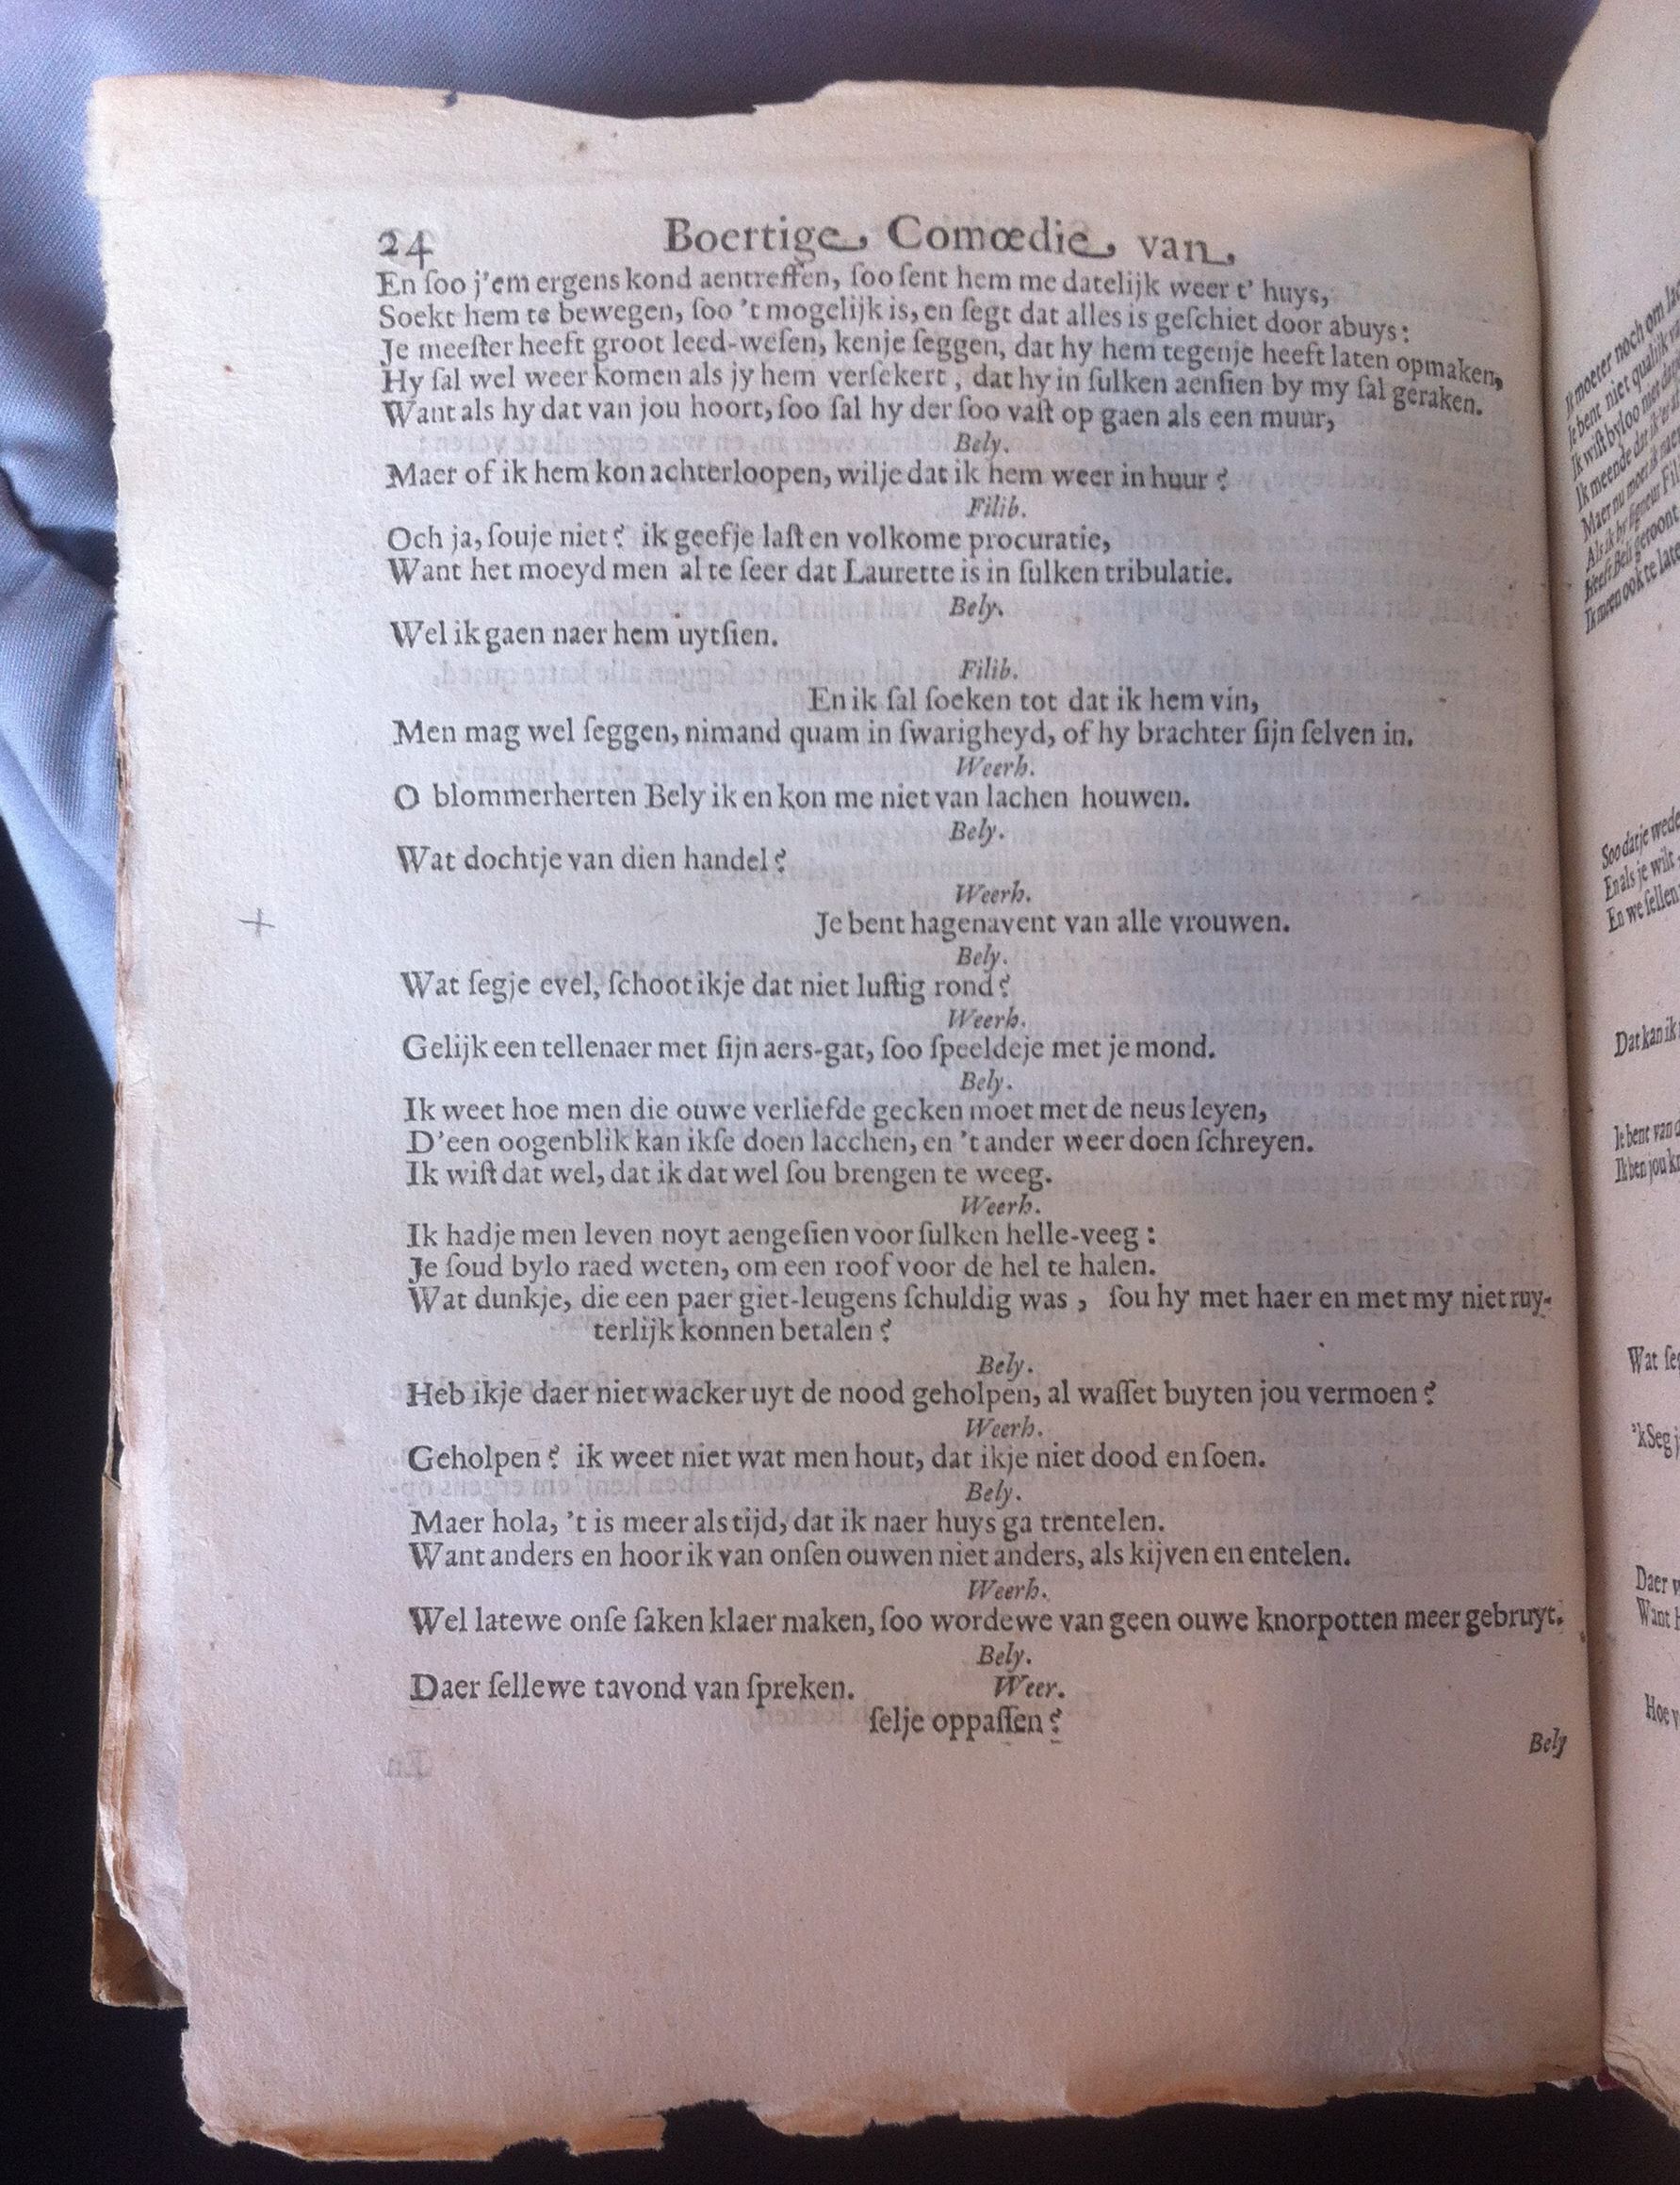 24 Boertige Comœdie van
En ſoo j'em ergens kond aentreffen, ſoo ſent hem me datelijk weer t' huys,
Soekt hem te bewegen, ſoo 't mogelijk is, en ſegt dat alles is geſchiet door abuys:
Je meeſter heeft groot leed-weſen, kenje ſeggen, dat hy hem tegenje heeft laten opmaken,
Hy ſal wel weer komen als jy hem verſekert, dat hy in ſulken aenſien by my ſal geraken.
Want als hy dat van jou hoort, ſoo ſal hy der ſoo vaſt op gaen als een muur,
Bely.
Maer of ik hem kon achterloopen, wilje dat ik hem weer in huur?
Filib.
Och ja, ſouje niet? ik geefje laſt en volkome procuratie,
Want het moeyd men al te ſeer dat Laurette is in ſulken tribulatie.
Bely.
Wel ik gaen naer hem uytſien.
Filib.
En ik ſal ſoeken tot dat ik hem vin,
Men mag wel ſeggen, nimand quam in ſwarigheyd, of hy brachter ſijn ſelven in.
Weerh.
O blommerherten Bely ik en kon me niet van lachen houwen.
Bely.
Wat dochtje van dien handel?
Weerh.
Je bent hagenavent van alle vrouwen.
Bely.
Wat ſegje evel, ſchoot ikje dat niet luſtig rond?
Weerh.
Gelijk een tellenaer met ſijn aers-gat, ſoo ſpeeldeje met je mond.
Bely.
Ik weet hoe men die ouwe verliefde gecken moet met de neus leyen,
D'een oogenblik kan ikſe doen lacchen, en 't ander weer doen ſchreyen.
Ik wiſt dat wel, dat ik dat wel ſou brengen te weeg.
Weerh.
Ik hadje men leven noyt aengeſien voor ſulken helle-veeg:
Je ſoud bylo raed weten, om een roof voor de hel te halen.
Wat dunkje, die een paer giet-leugens ſchuldig was, ſou hy met haer en met my niet ruy-
terlijk konnen betalen?
Bely.
Heb ikje daer niet wacker uyt de nood geholpen, al waſſet buyten jou vermoen?
Weerh.
Geholpen? ik weet niet wat men hout, dat ikje niet dood en ſoen.
Bely.
Maer hola, 't is meer als tijd, dat ik naer huys ga trentelen.
Want anders en hoor ik van onſen ouwen niet anders, als kijven en entelen.
Weerh.
Wel latewe onſe ſaken klaer maken, ſoo wordewe van geen ouwe knorpotten meer gebruyt.
Bely.
Daer ſellewe tavond van ſpreken. Weer.
ſelje oppaſſen?
Bely